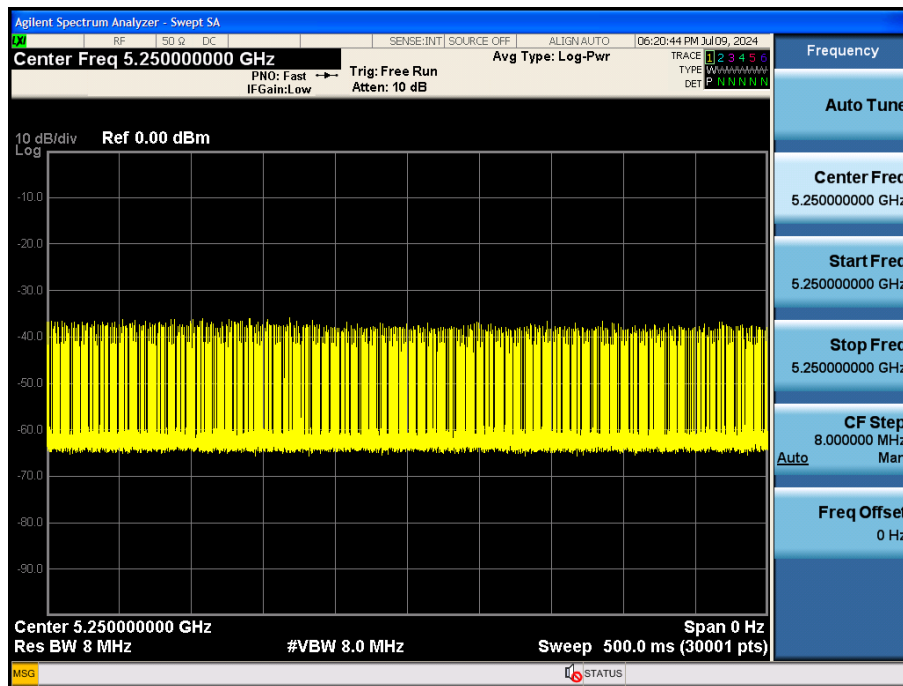 Agilent Spectrum Analyzer - Swept SA
LXI RF 50 Ω DC SENSE:INT SOURCE OFF ALIGN AUTO 06:20:44 PM Jul 09, 2024
Center Freq 5.250000000 GHz
PNO: Fast
IFGain:Low
Trig: Free Run
Atten: 10 dB
Avg Type: Log-Pwr
TRACE 1 2 3 4 5 6
TYPE W
DET P N N N N N
10 dB/div Ref 0.00 dBm
Log
-10.0
-20.0
-30.0
-40.0
-50.0
-60.0
-70.0
-80.0
-90.0
Center 5.250000000 GHz Span 0 Hz
Res BW 8 MHz #VBW 8.0 MHz Sweep 500.0 ms (30001 pts)
MSG STATUS
Frequency
Auto Tune
Center Freq
5.250000000 GHz
Start Freq
5.250000000 GHz
Stop Freq
5.250000000 GHz
CF Step
8.000000 MHz
Auto Man
Freq Offset
0 Hz